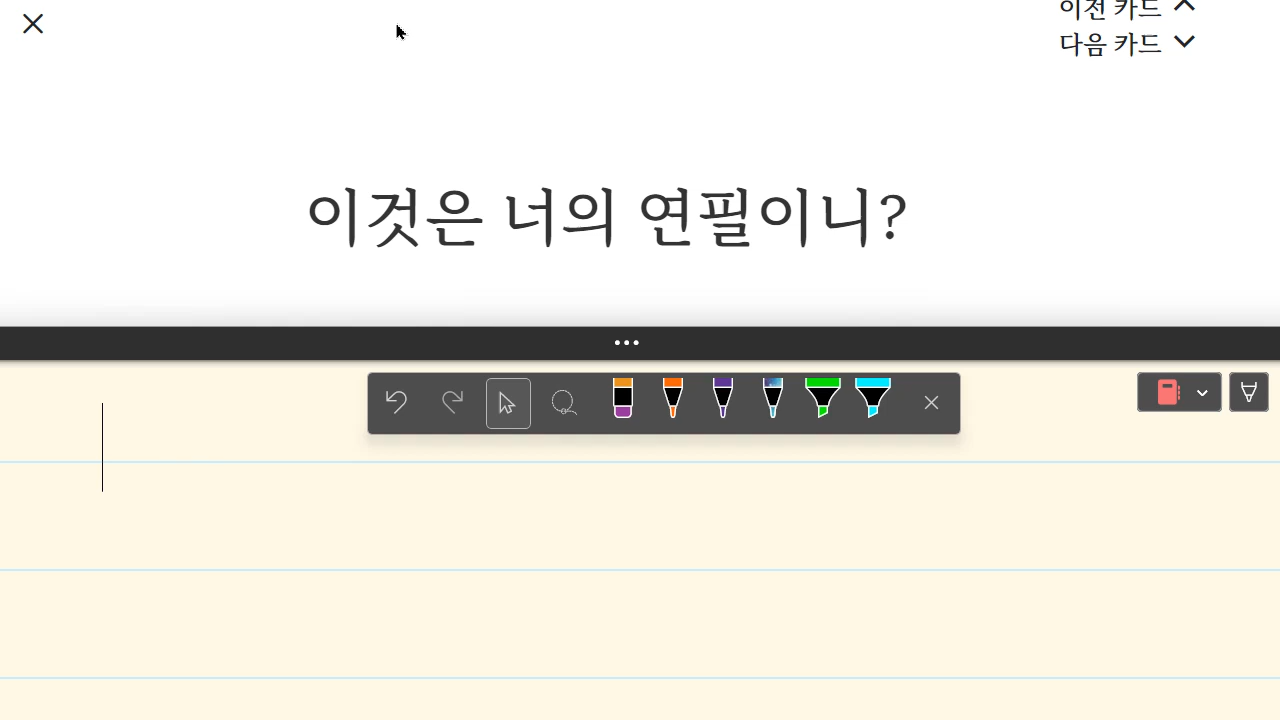 이전 카드
다음 카드
이것은 너의 연필이니?